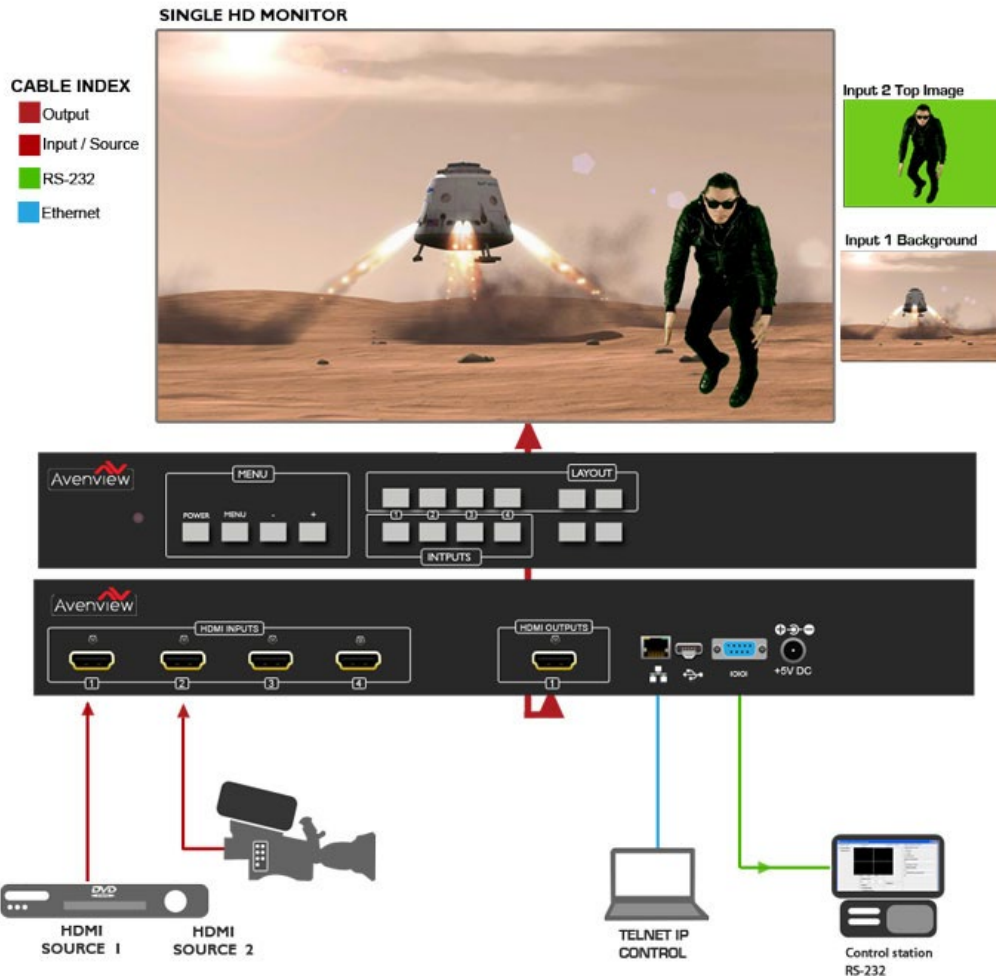 SINGLE HD MONITOR
CABLE INDEX
Output
Input / Source
RS-232
Ethernet
Input 2 Top Image
Input 1 Background
Avenview
MENU
POWER MENU - +
LAYOUT
1 2 3 4
INTPUTS
Avenview
HDMI INPUTS
1 2 3 4
HDMI OUTPUTS
1
IOIOI
+5V DC
DVD
HDMI
SOURCE 1
HDMI
SOURCE 2
TELNET IP
CONTROL
Control station
RS-232